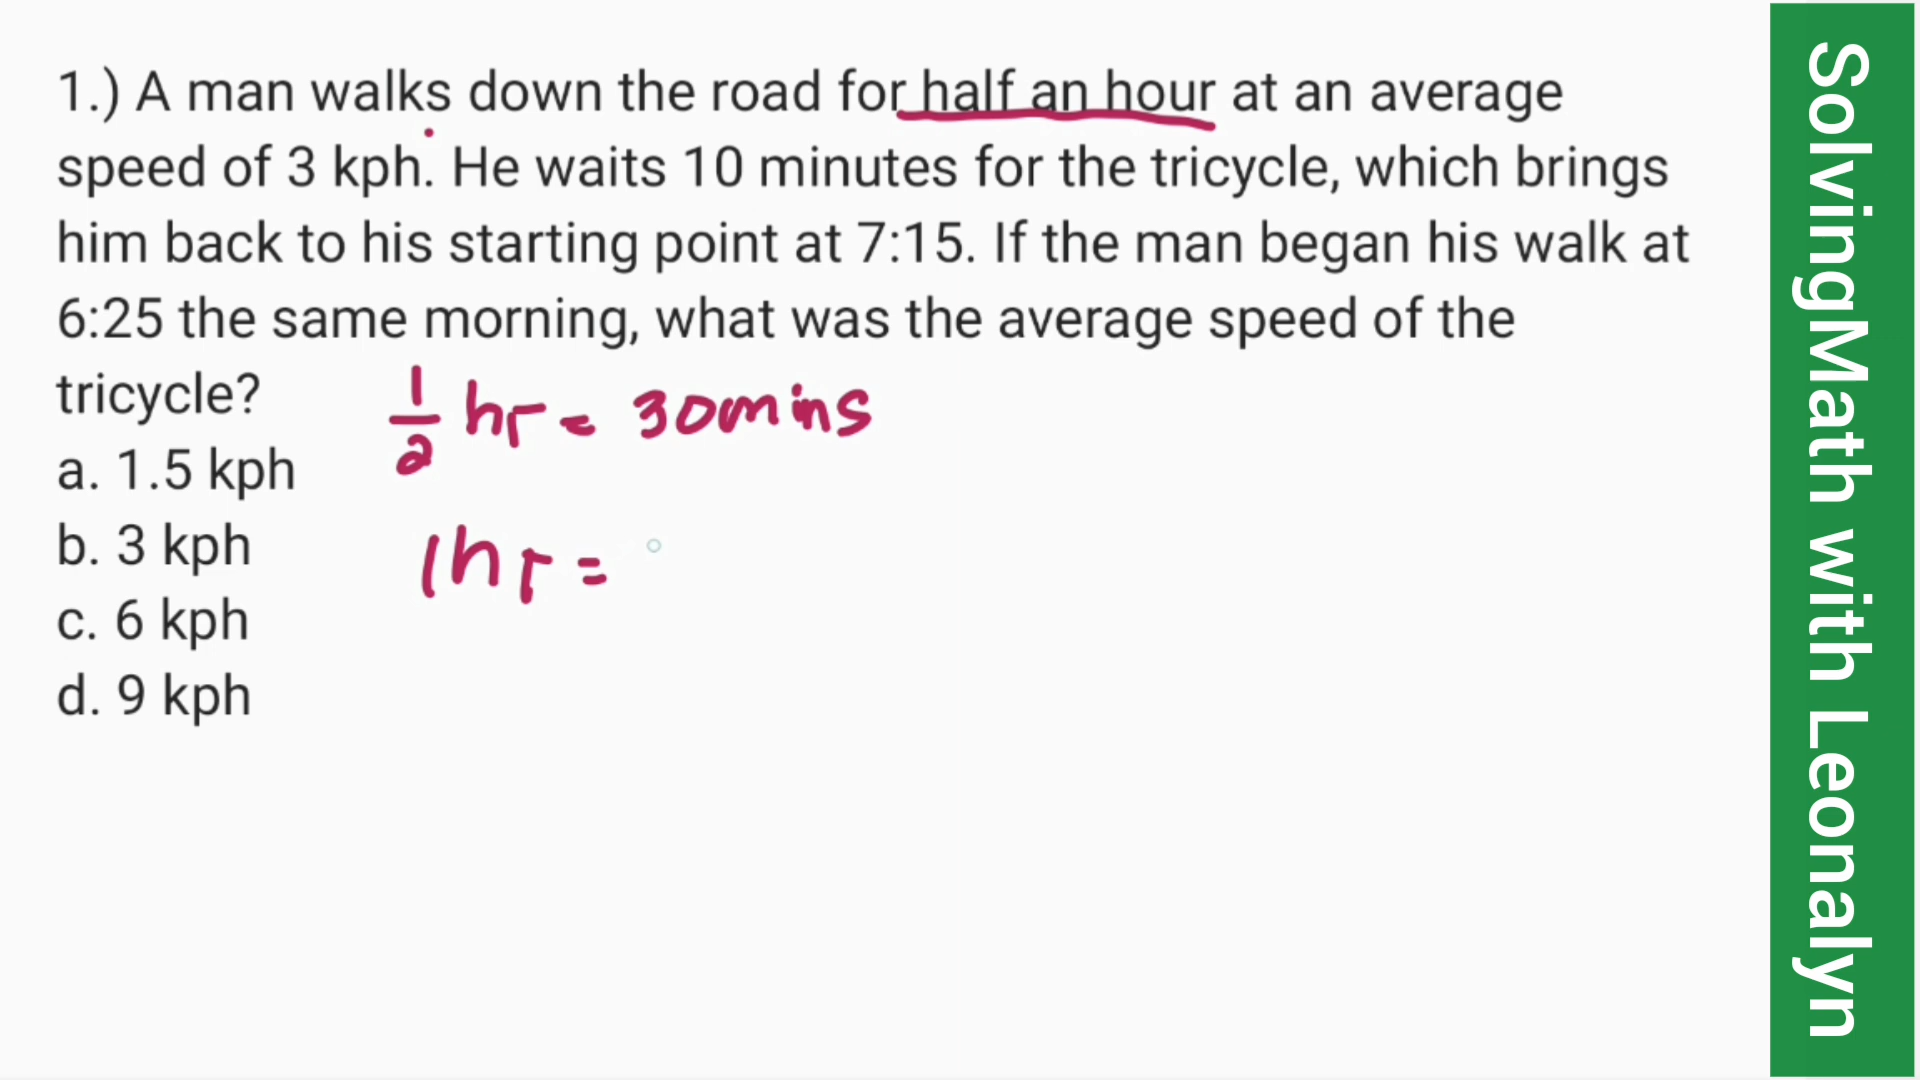 1.) A man walks down the road for half an hour at an average
speed of 3 kph. He waits 10 minutes for the tricycle, which brings
him back to his starting point at 7:15. If the man began his walk at
6:25 the same morning, what was the average speed of the
tricycle?
1/2 hr = 30mins
a. 1.5 kph
b. 3 kph
1hr =
c. 6 kph
d. 9 kph
SolvingMath with Leonalyn